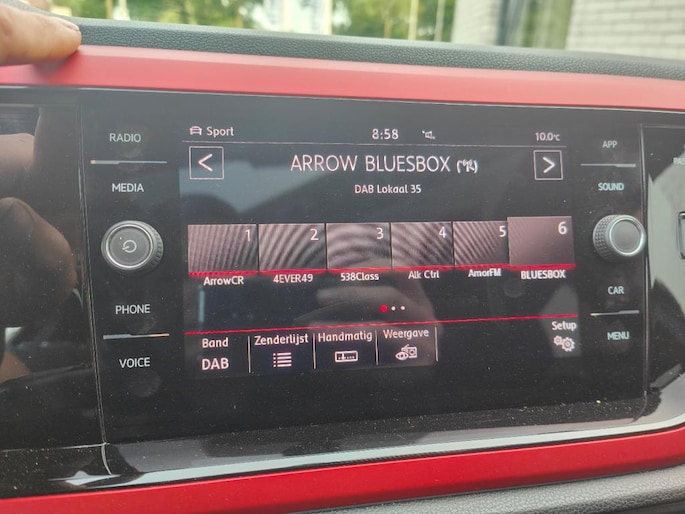 RADIO
MEDIA
PHONE
VOICE
Sport
8:58
10.0°C
< ARROW BLUESBOX >
DAB Lokaal 35
1 2 3 4 5 6
ArrowCR 4EVER49 538Class Alk Ctrl AmorFM BLUESBOX
Band Zenderlijst Handmatig Weergave Setup
DAB
APP
SOUND
CAR
MENU